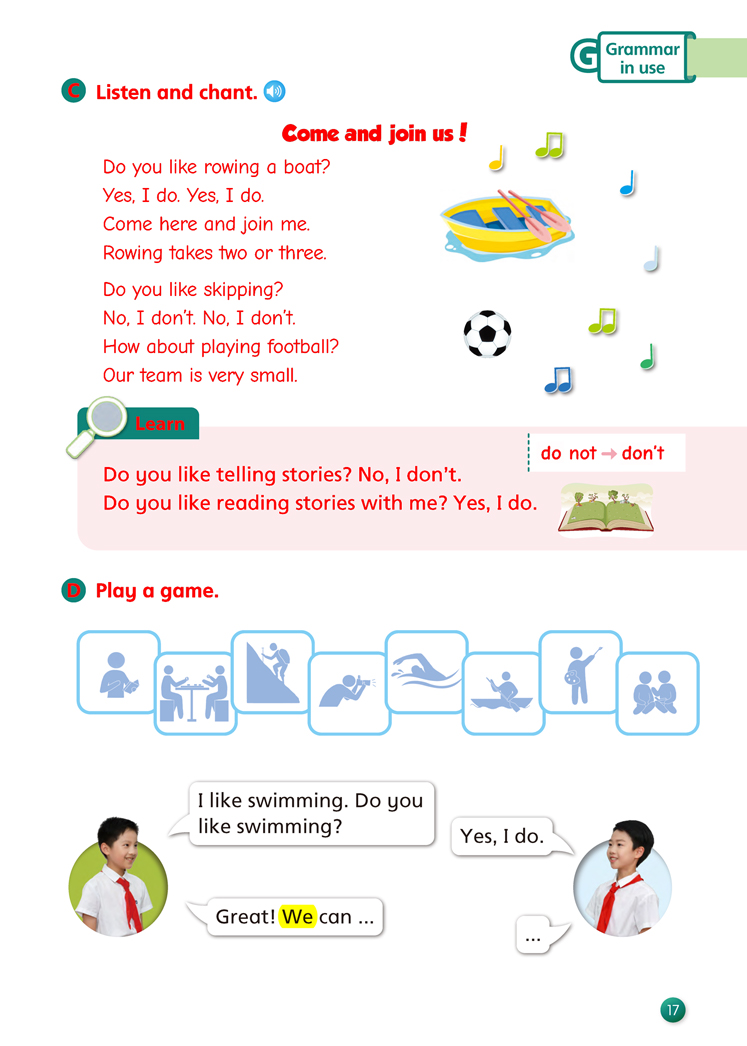 G Grammar
in use
C Listen and chant.
Come and join us!
Do you like rowing a boat?
Yes, I do. Yes, I do.
Come here and join me.
Rowing takes two or three.
Do you like skipping?
No, I don't. No, I don't.
How about playing football?
Our team is very small.
Learn
do not → don't
Do you like telling stories? No, I don't.
Do you like reading stories with me? Yes, I do.
D Play a game.
I like swimming. Do you
like swimming?
Yes, I do.
Great! We can ...
...
17